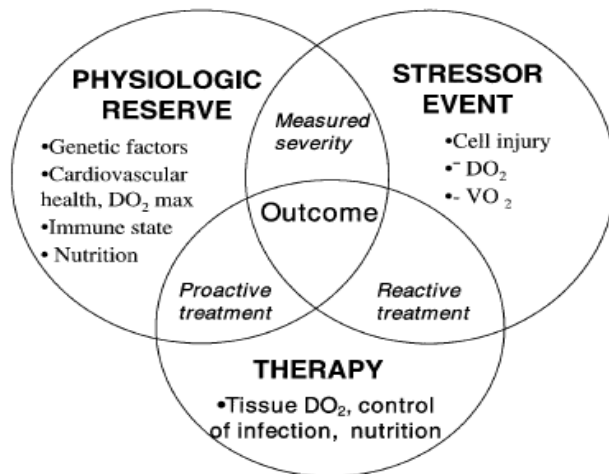 PHYSIOLOGIC
RESERVE
•Genetic factors
•Cardiovascular
health, DO₂ max
•Immune state
• Nutrition
Measured
severity
STRESSOR
EVENT
•Cell injury
•¯ DO₂
•- VO ₂
Outcome
Proactive
treatment
Reactive
treatment
THERAPY
•Tissue DO₂, control
of infection, nutrition